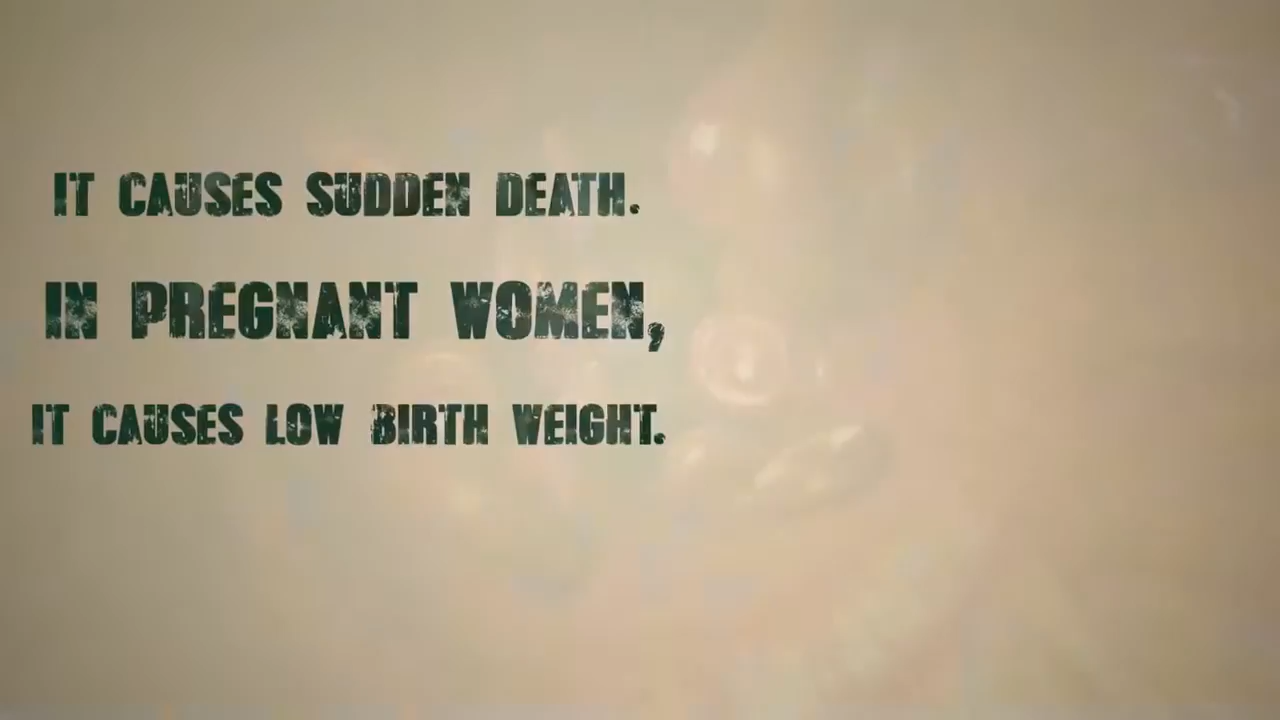 IT CAUSES SUDDEN DEATH.
IN PREGNANT WOMEN,
IT CAUSES LOW BIRTH WEIGHT.